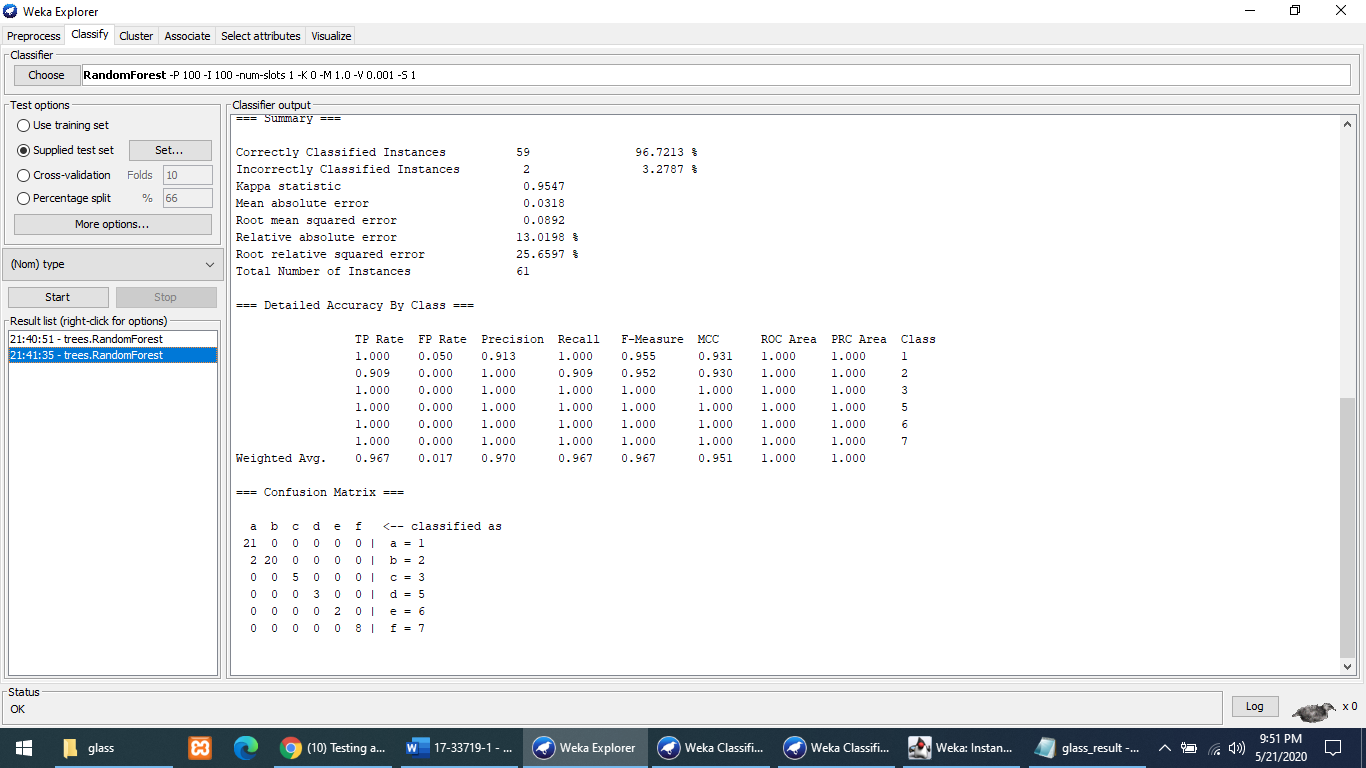 Weka Explorer
Preprocess Classify Cluster Associate Select attributes Visualize
Classifier
Choose RandomForest -P 100 -I 100 -num-slots 1 -K 0 -M 1.0 -V 0.001 -S 1
Test options
Use training set
Supplied test set Set...
Cross-validation Folds 10
Percentage split % 66
More options...
(Nom) type
Start Stop
Result list (right-click for options)
21:40:51 - trees.RandomForest
21:41:35 - trees.RandomForest
Classifier output
=== Summary ===
Correctly Classified Instances 59 96.7213 %
Incorrectly Classified Instances 2 3.2787 %
Kappa statistic 0.9547
Mean absolute error 0.0318
Root mean squared error 0.0892
Relative absolute error 13.0198 %
Root relative squared error 25.6597 %
Total Number of Instances 61
=== Detailed Accuracy By Class ===
TP Rate FP Rate Precision Recall F-Measure MCC ROC Area PRC Area Class
1.000 0.050 0.913 1.000 0.955 0.931 1.000 1.000 1
0.909 0.000 1.000 0.909 0.952 0.930 1.000 1.000 2
1.000 0.000 1.000 1.000 1.000 1.000 1.000 1.000 3
1.000 0.000 1.000 1.000 1.000 1.000 1.000 1.000 5
1.000 0.000 1.000 1.000 1.000 1.000 1.000 1.000 6
1.000 0.000 1.000 1.000 1.000 1.000 1.000 1.000 7
Weighted Avg. 0.967 0.017 0.970 0.967 0.967 0.951 1.000 1.000
=== Confusion Matrix ===
a b c d e f <-- classified as
21 0 0 0 0 0 | a = 1
2 20 0 0 0 0 | b = 2
0 0 5 0 0 0 | c = 3
0 0 0 3 0 0 | d = 5
0 0 0 0 2 0 | e = 6
0 0 0 0 0 8 | f = 7
Status
OK
Log x 0
glass (10) Testing a... 17-33719-1 - ... Weka Explorer Weka Classifi... Weka Classifi... Weka: Instan... glass_result -... 9:51 PM
5/21/2020